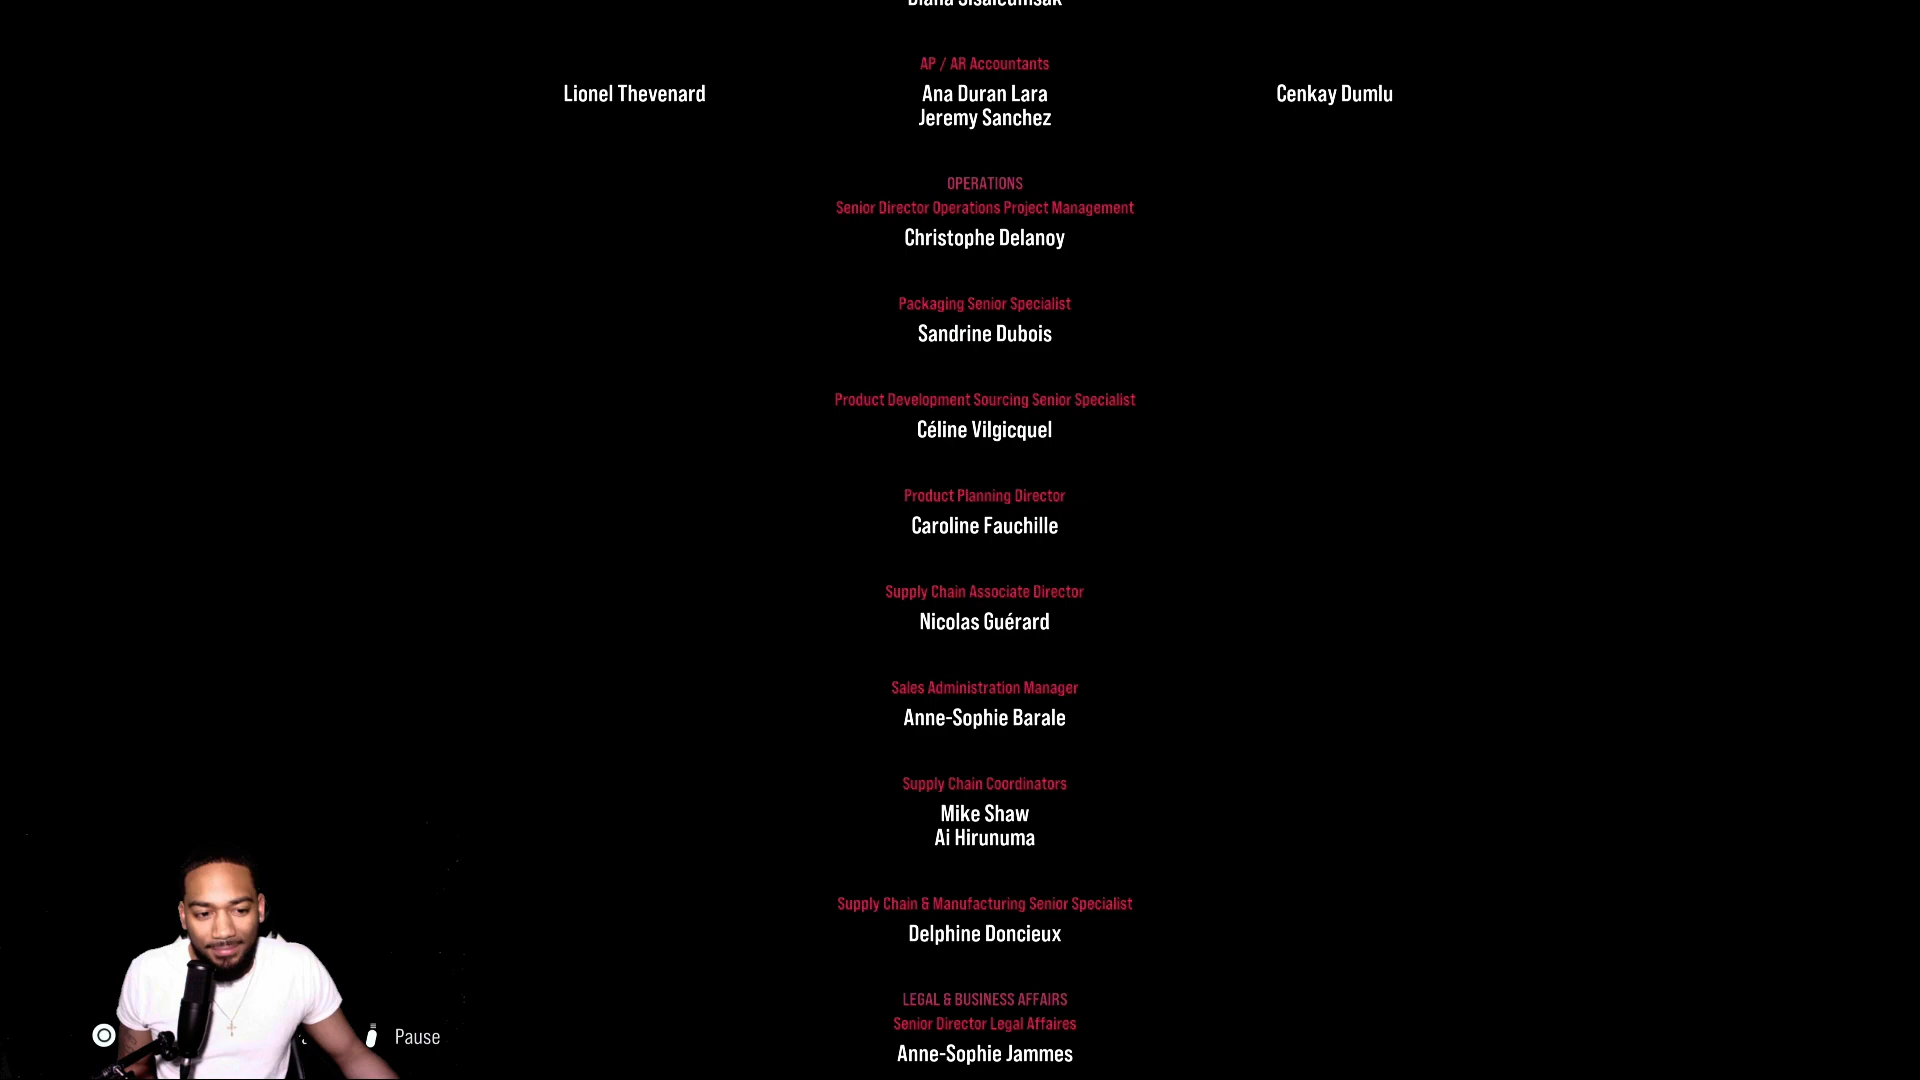 AP / AR Accountants
Lionel Thevenard
Ana Duran Lara
Cenkay Dumlu
Jeremy Sanchez
OPERATIONS
Senior Director Operations Project Management
Christophe Delanoy
Packaging Senior Specialist
Sandrine Dubois
Product Development Sourcing Senior Specialist
Céline Vilgicquel
Product Planning Director
Caroline Fauchille
Supply Chain Associate Director
Nicolas Guérard
Sales Administration Manager
Anne-Sophie Barale
Supply Chain Coordinators
Mike Shaw
Ai Hirunuma
Supply Chain & Manufacturing Senior Specialist
Delphine Doncieux
LEGAL & BUSINESS AFFAIRS
Senior Director Legal Affaires
Anne-Sophie Jammes
Pause